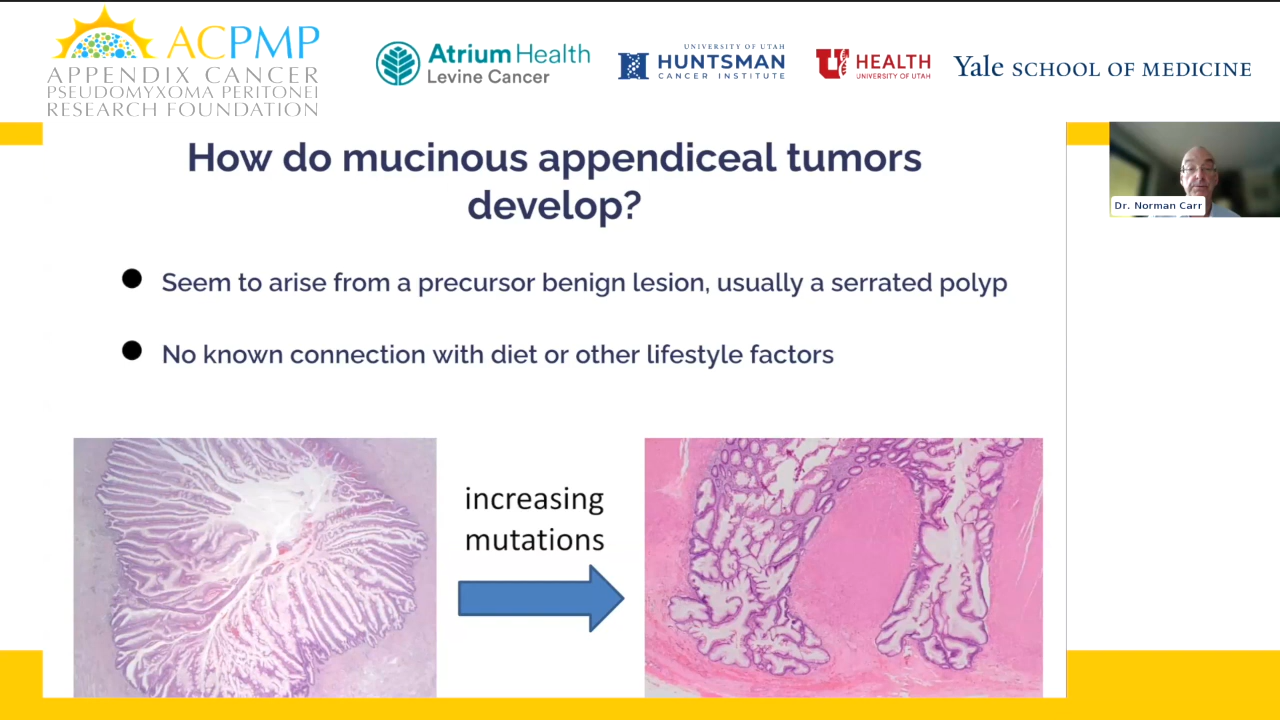 ACPMP
APPENDIX CANCER
PSEUDOMYXOMA PERITONEI
RESEARCH FOUNDATION
Atrium Health
Levine Cancer
UNIVERSITY OF UTAH
HUNTSMAN
CANCER INSTITUTE
U
HEALTH
UNIVERSITY OF UTAH
Yale SCHOOL OF MEDICINE
How do mucinous appendiceal tumors
develop?
Dr. Norman Carr
● Seem to arise from a precursor benign lesion, usually a serrated polyp
● No known connection with diet or other lifestyle factors
increasing
mutations